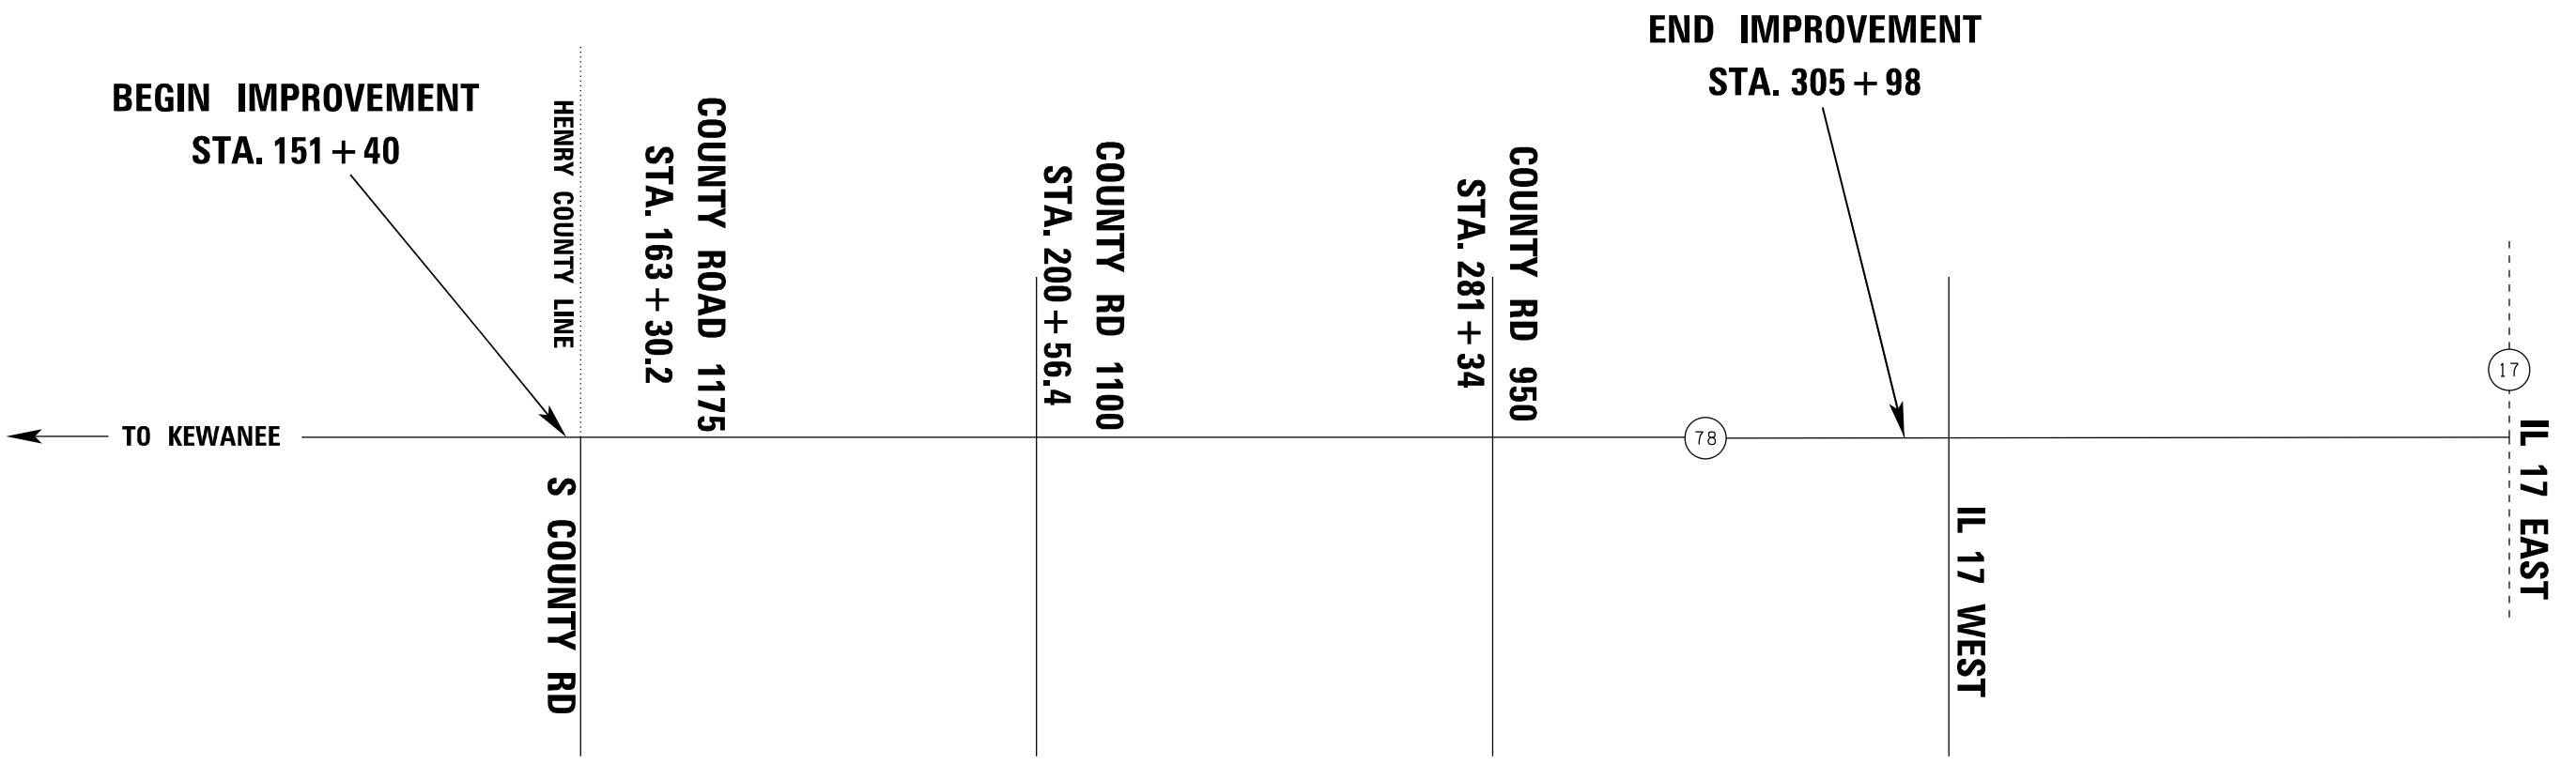 BEGIN IMPROVEMENT
STA. 151+40
HENRY COUNTY LINE
COUNTY ROAD 1175
STA. 163+30.2
COUNTY RD 1100
STA. 200+56.4
COUNTY RD 950
STA. 281+34
END IMPROVEMENT
STA. 305+98
TO KEWANEE
78
17
S COUNTY RD
IL 17 WEST
IL 17 EAST